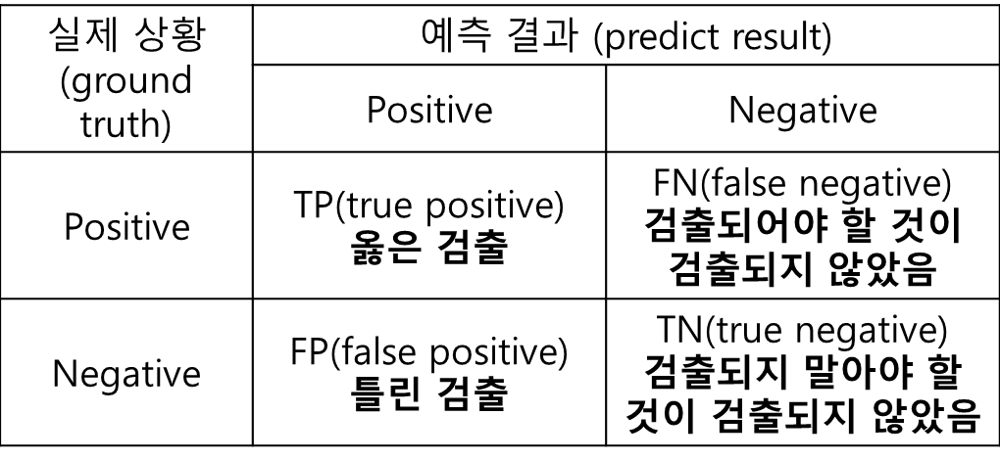 실제 상황
(ground
truth)
예측 결과 (predict result)
Positive
Negative
Positive
TP(true positive)
옳은 검출
FN(false negative)
검출되어야 할 것이
검출되지 않았음
Negative
FP(false positive)
틀린 검출
TN(true negative)
검출되지 말아야 할
것이 검출되지 않았음